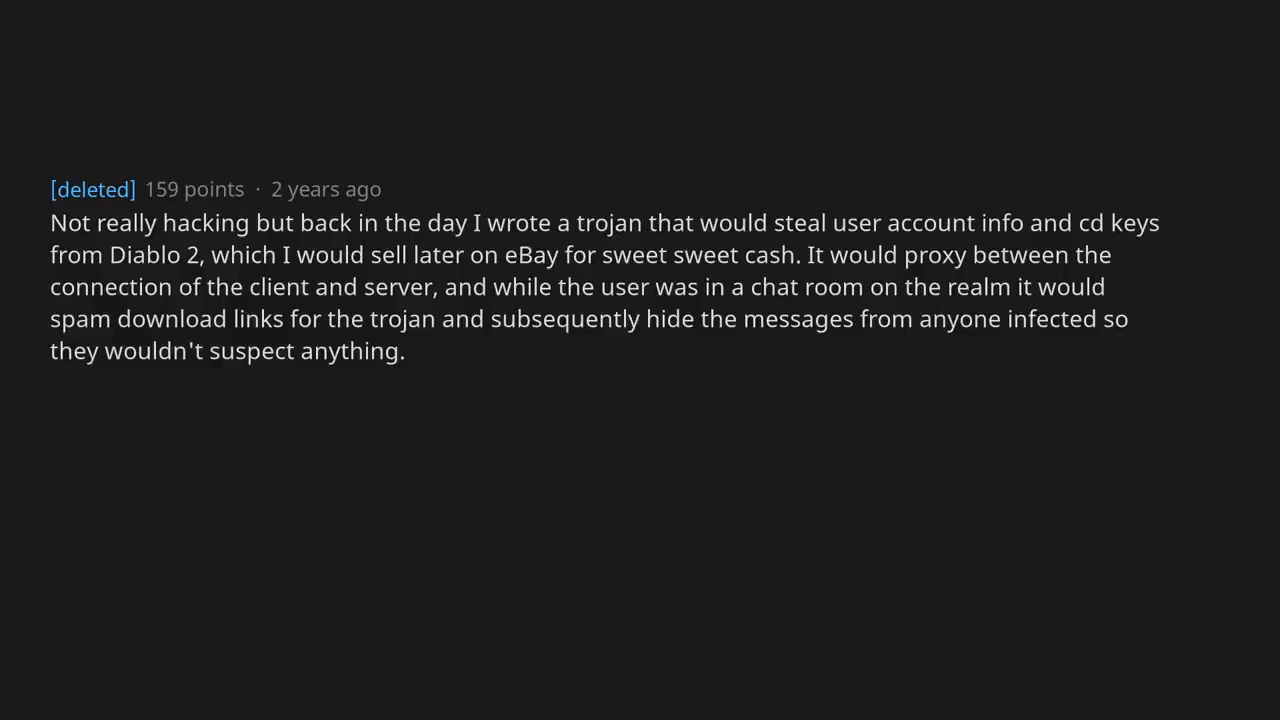 [deleted] 159 points · 2 years ago
Not really hacking but back in the day I wrote a trojan that would steal user account info and cd keys
from Diablo 2, which I would sell later on eBay for sweet sweet cash. It would proxy between the
connection of the client and server, and while the user was in a chat room on the realm it would
spam download links for the trojan and subsequently hide the messages from anyone infected so
they wouldn't suspect anything.